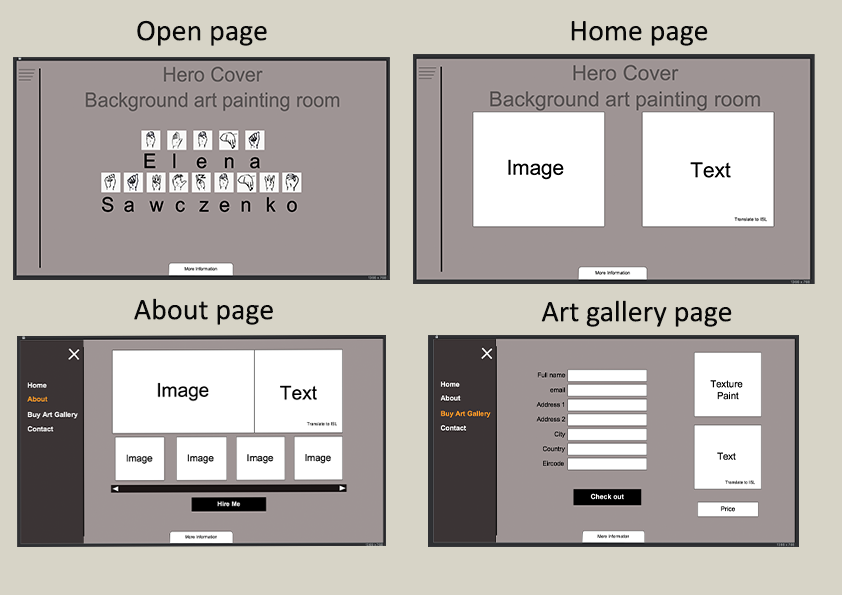 Open page
Hero Cover
Background art painting room
E l e n a
S a w c z e n k o
More Information
Home page
Hero Cover
Background art painting room
Image
Text
Translate to ISL
More Information
About page
Home
About
Buy Art Gallery
Contact
Image
Text
Translate to ISL
Image
Image
Image
Image
Hire Me
More Information
Art gallery page
Home
About
Buy Art Gallery
Contact
Full name
email
Address 1
Address 2
City
Country
Eircode
Check out
Texture
Paint
Text
Translate to ISL
Price
More Information